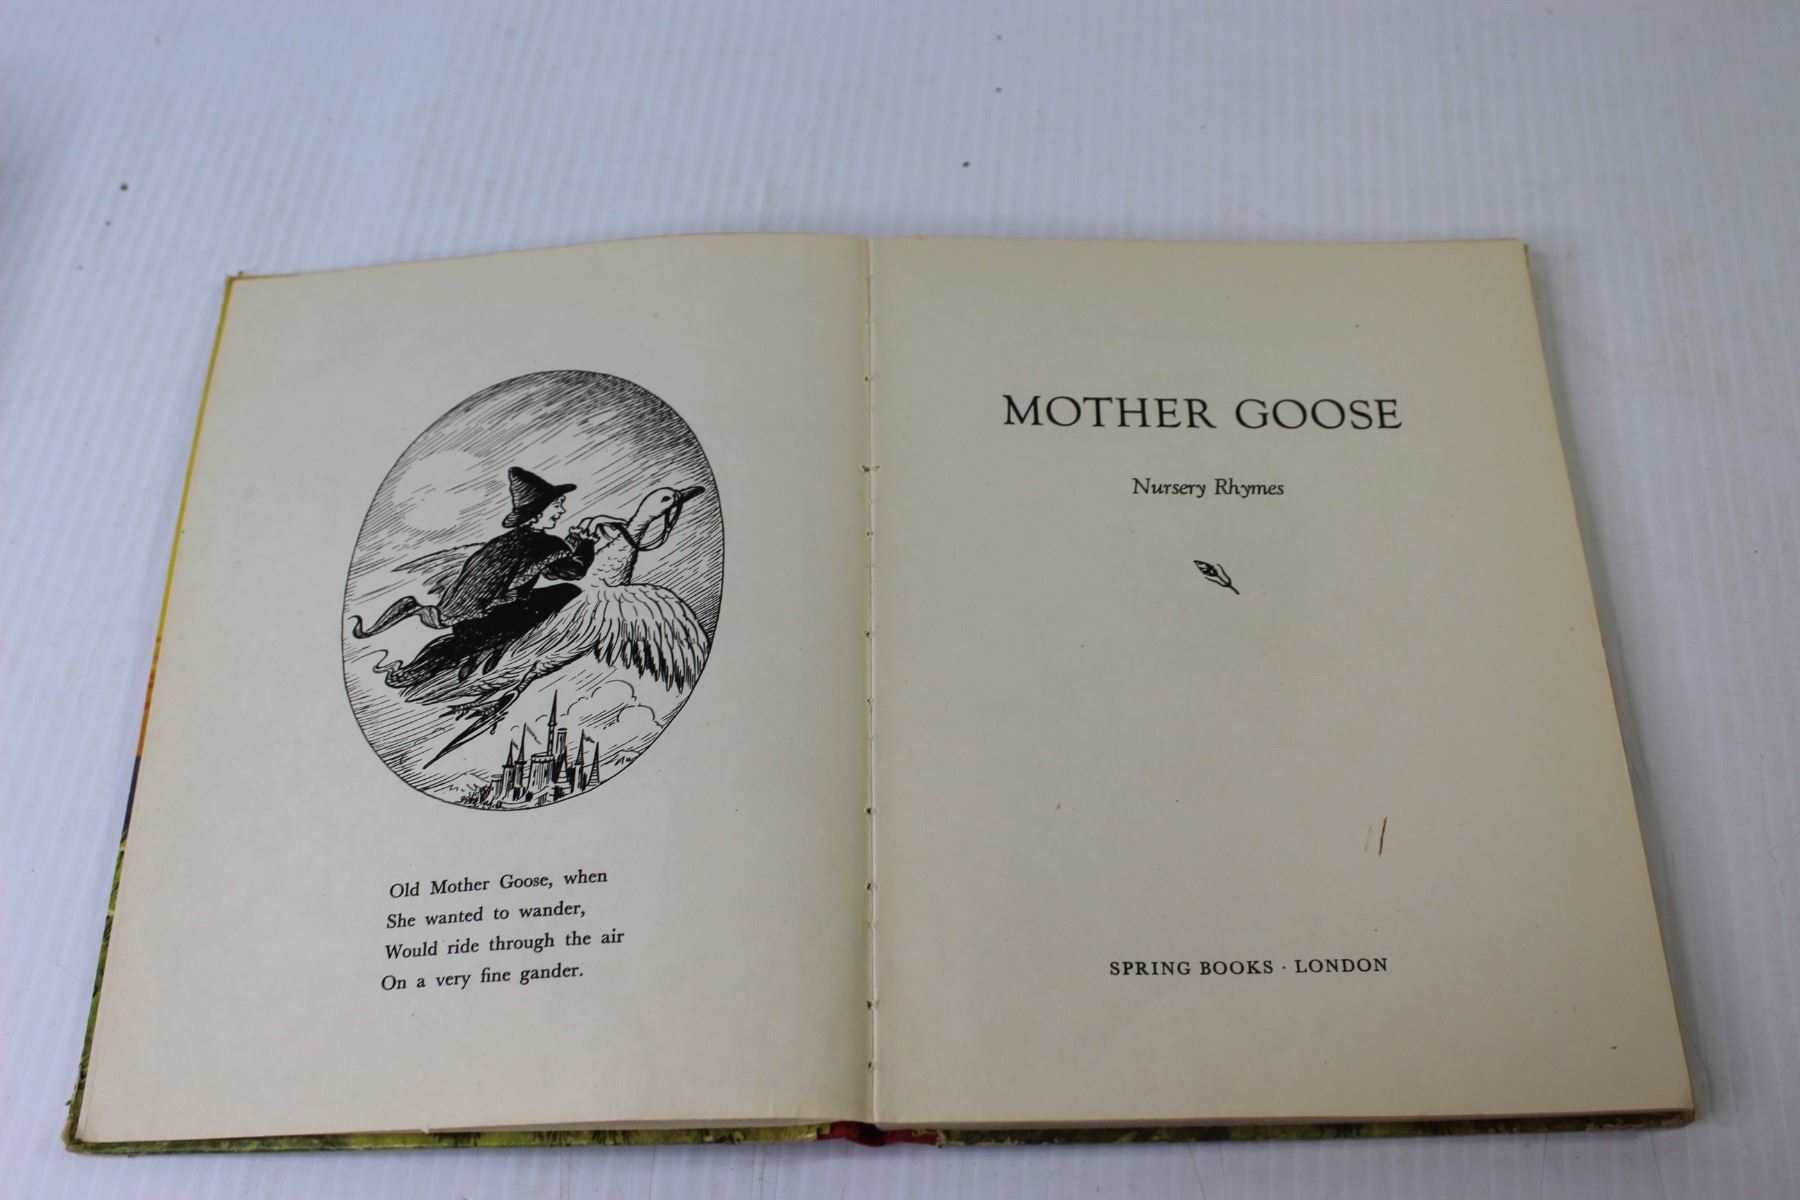 Old Mother Goose, when
She wanted to wander,
Would ride through the air
On a very fine gander.
MOTHER GOOSE
Nursery Rhymes
SPRING BOOKS · LONDON